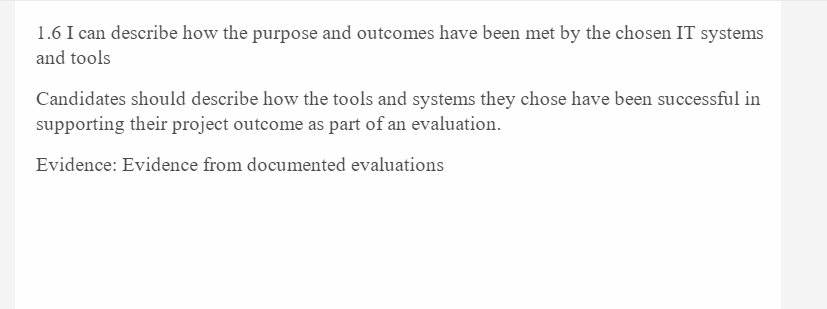 1.6 I can describe how the purpose and outcomes have been met by the chosen IT systems
and tools
Candidates should describe how the tools and systems they chose have been successful in
supporting their project outcome as part of an evaluation.
Evidence: Evidence from documented evaluations